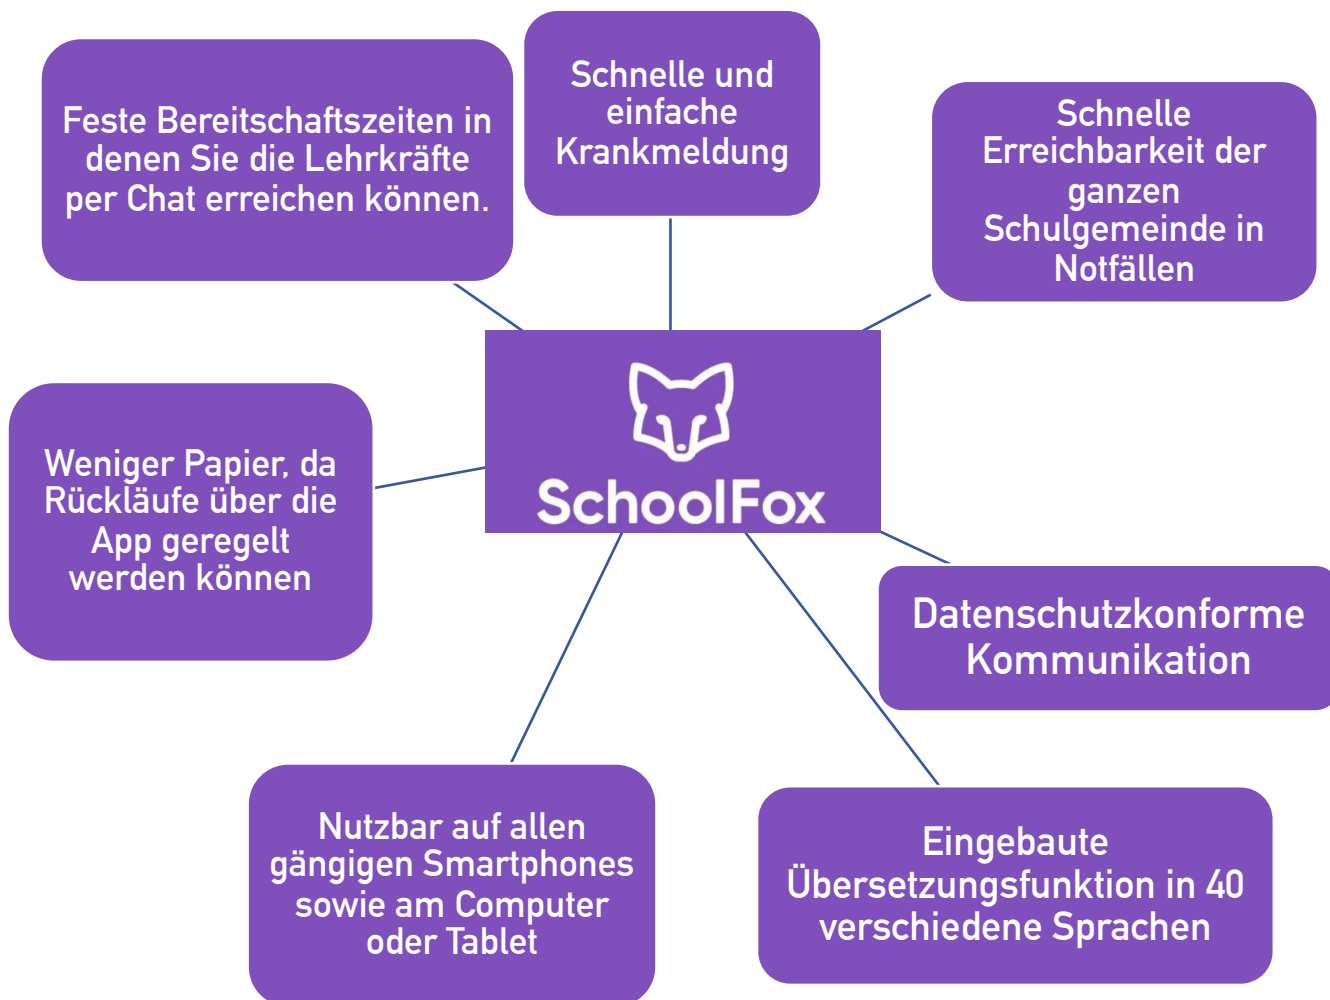 Feste Bereitschaftszeiten in
denen Sie die Lehrkräfte
per Chat erreichen können.
Schnelle und
einfache
Krankmeldung
Schnelle
Erreichbarkeit der
ganzen
Schulgemeinde in
Notfällen
SchoolFox
Weniger Papier, da
Rückläufe über die
App geregelt
werden können
Datenschutzkonforme
Kommunikation
Nutzbar auf allen
gängigen Smartphones
sowie am Computer
oder Tablet
Eingebaute
Übersetzungsfunktion in 40
verschiedene Sprachen